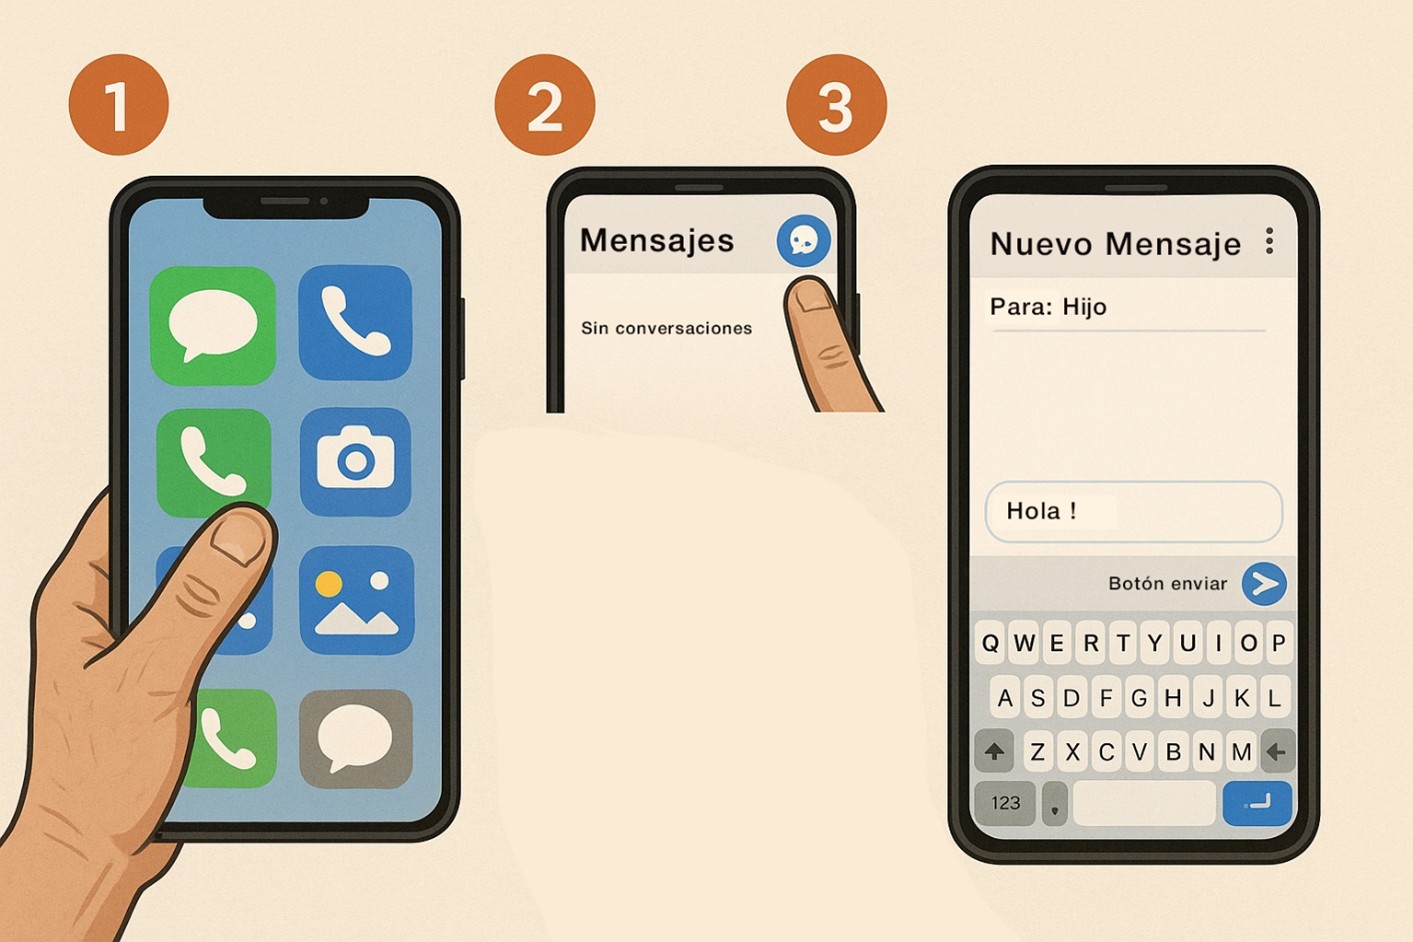 1
2
3
Mensajes
Sin conversaciones
Nuevo Mensaje
Para: Hijo
Hola !
Botón enviar
Q W E R T Y U I O P
A S D F G H J K L
Z X C V B N M
123 ,